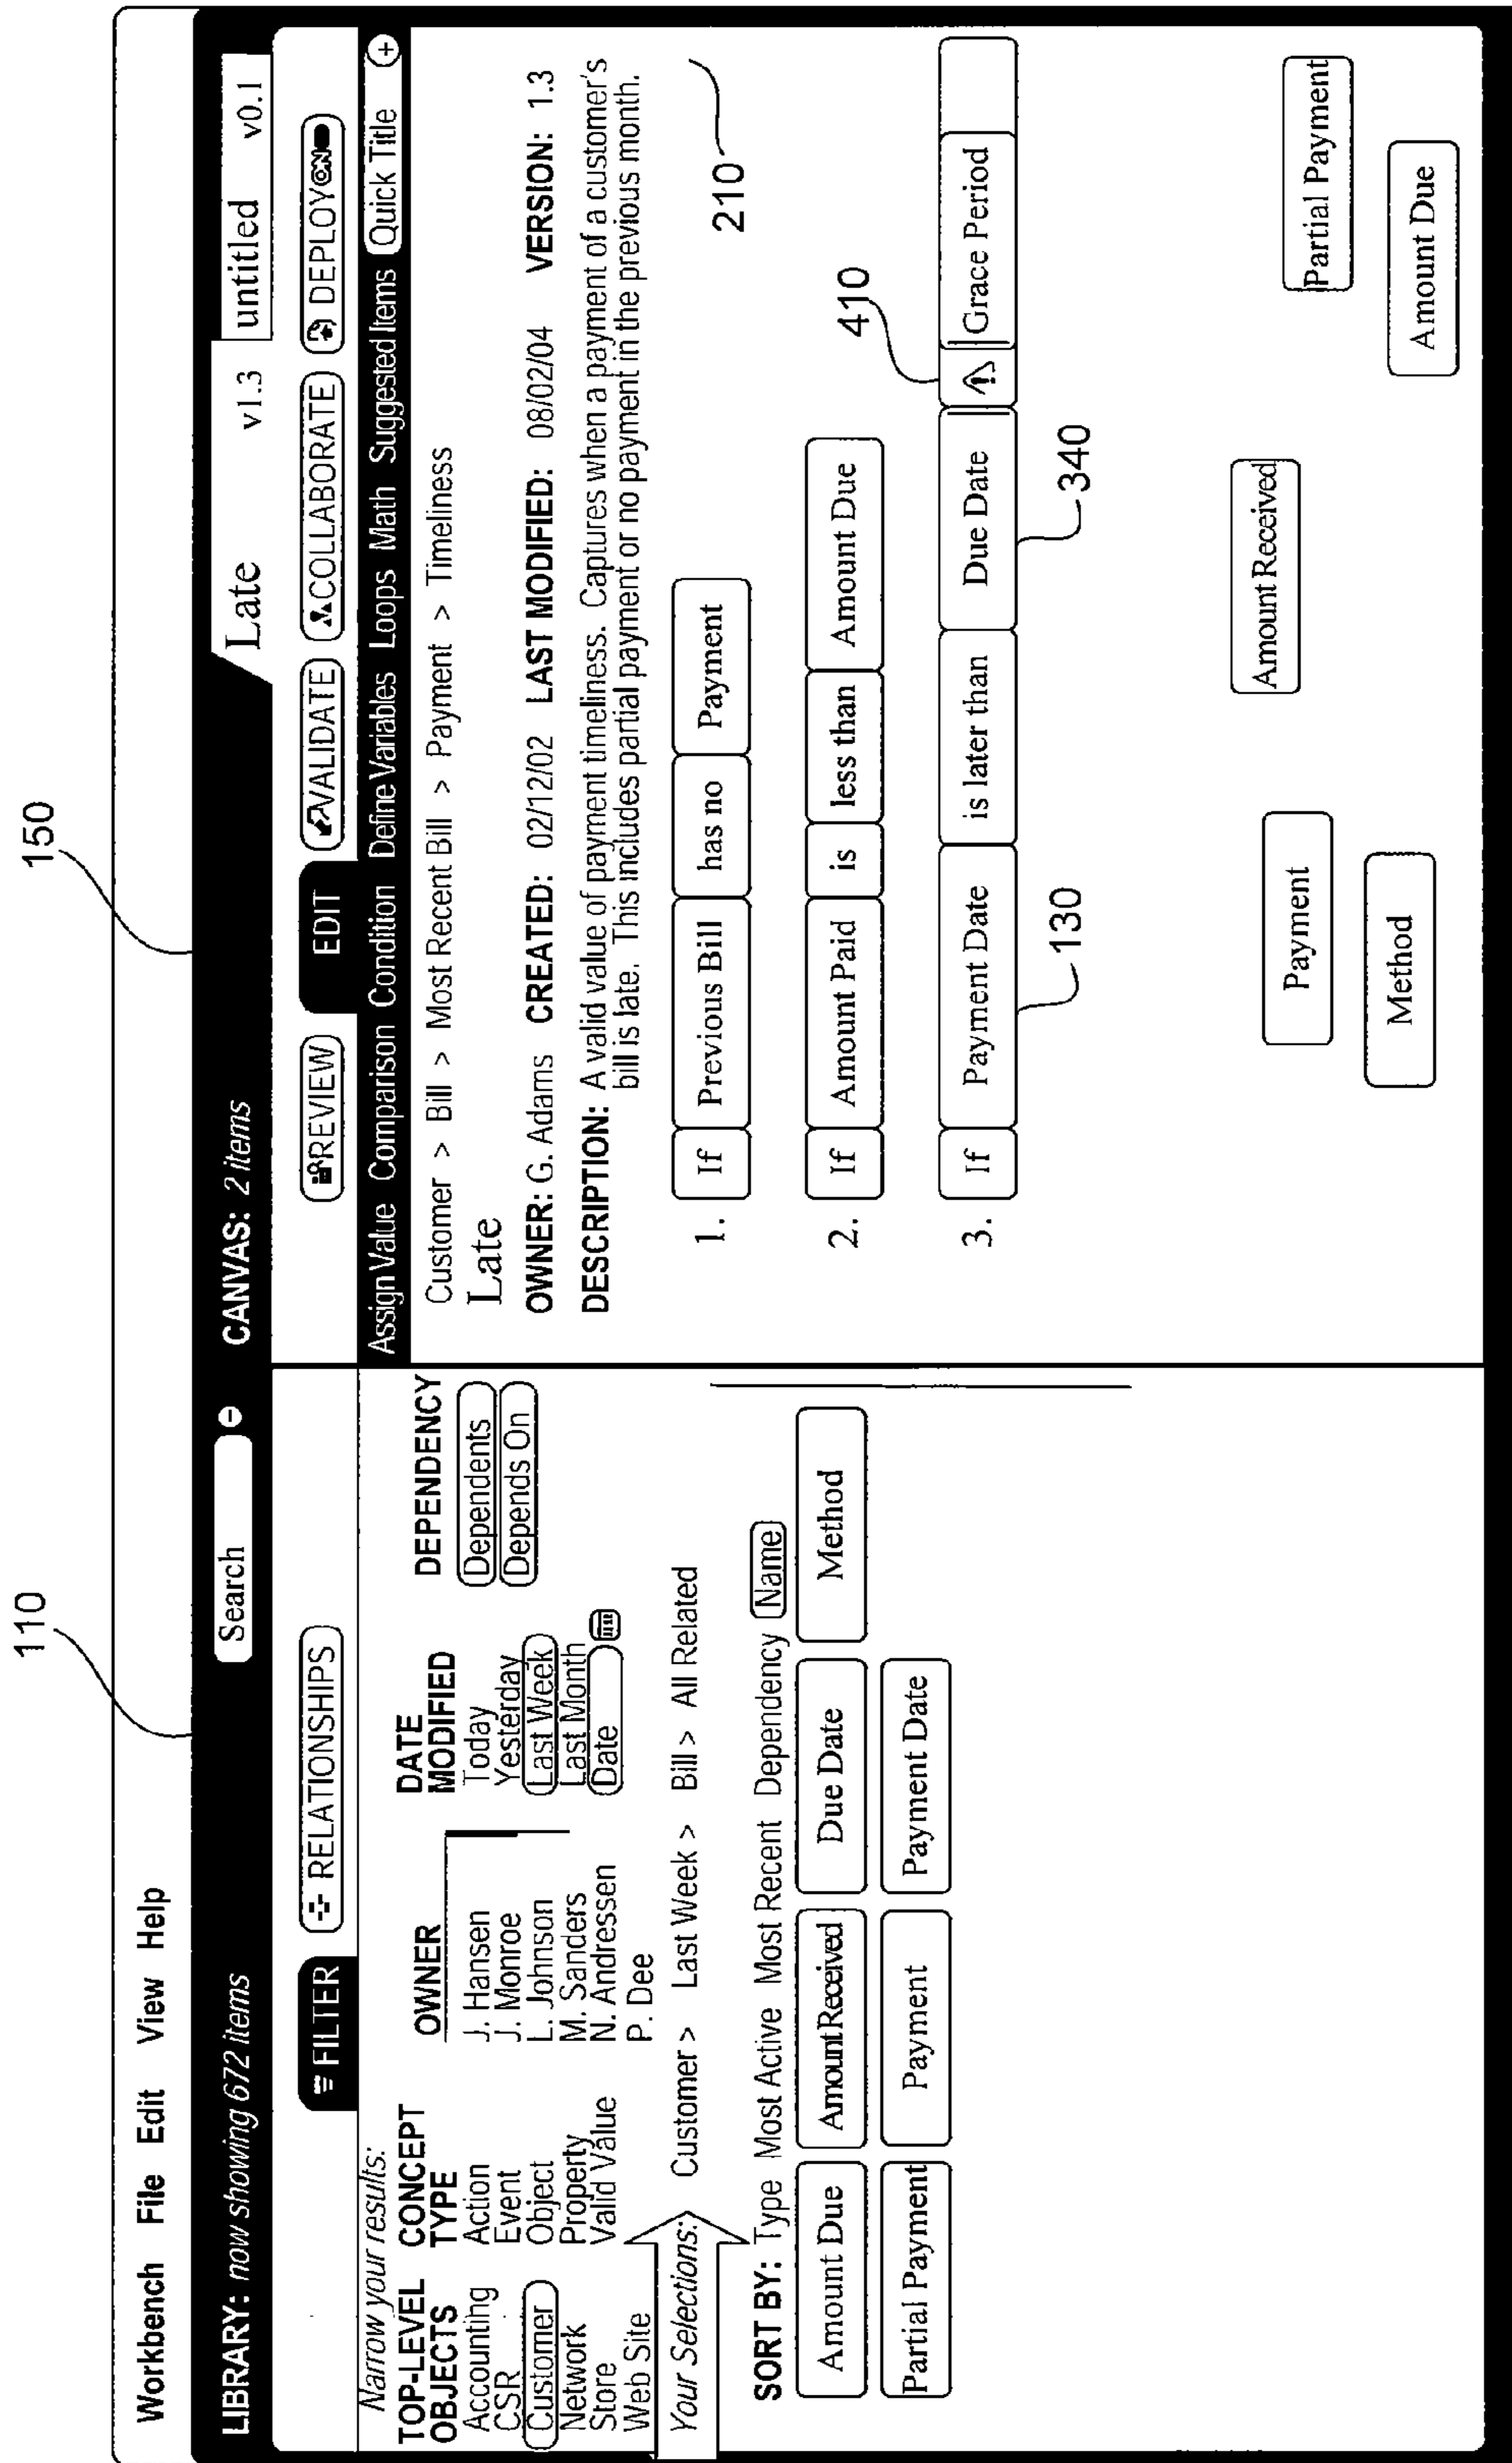 110
150
Workbench File Edit View Help
LIBRARY: now showing 672 items
Search
FILTER
RELATIONSHIPS
Narrow your results:
TOP-LEVEL OBJECTS
Accounting
CSR
Customer
Network
Store
Web Site
CONCEPT TYPE
Action
Event
Object
Property
Valid Value
OWNER
J. Hansen
J. Monroe
L. Johnson
M. Sanders
N. Andressen
P. Dee
DATE MODIFIED
Today
Yesterday
Last Week
Last Month
Date
DEPENDENCY
Dependents
Depends On
Your Selections: Customer > Last Week > Bill > All Related
SORT BY: Type Most Active Most Recent Dependency Name
Amount Due Amount Received Due Date Method
Partial Payment Payment Payment Date
CANVAS: 2 items
Late v1.3
untitled v0.1
REVIEW EDIT VALIDATE COLLABORATE DEPLOY ON
Assign Value Comparison Condition Define Variables Loops Math Suggested Items Quick Title +
Customer > Bill > Most Recent Bill > Payment > Timeliness
Late
OWNER: G. Adams CREATED: 02/12/02 LAST MODIFIED: 08/02/04 VERSION: 1.3
DESCRIPTION: A valid value of payment timeliness. Captures when a payment of a customer's
bill is late. This includes partial payment or no payment in the previous month.
210
1. If Previous Bill has no Payment
2. If Amount Paid is less than Amount Due
410
3. If Payment Date is later than Due Date Grace Period
130
340
Payment
Method
Amount Received
Partial Payment
Amount Due